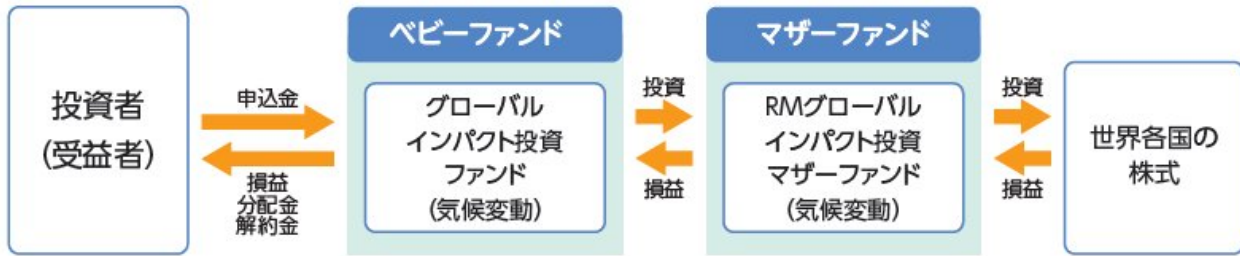 投資者
(受益者)
申込金
損益
分配金
解約金
ベビーファンド
グローバル
インパクト投資
ファンド
(気候変動)
投資
損益
マザーファンド
RMグローバル
インパクト投資
マザーファンド
(気候変動)
投資
損益
世界各国の
株式